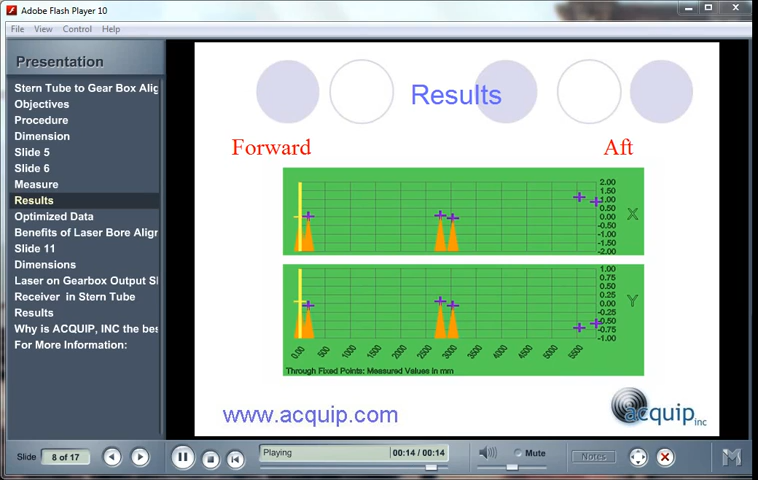 Adobe Flash Player 10
File View Control Help
Presentation
Stern Tube to Gear Box Alig
Objectives
Procedure
Dimension
Slide 5
Slide 6
Measure
Results
Optimized Data
Benefits of Laser Bore Align
Slide 11
Dimensions
Laser on Gearbox Output Sl
Receiver in Stern Tube
Results
Why is ACQUIP, INC the bes
For More Information:
Results
Forward Aft
2.00
1.50
1.00
0.50
0.00
-0.50
-1.00
-1.50
-2.00
X
1.00
0.75
0.50
0.25
0.00
-0.25
-0.50
-0.75
-1.00
Y
0.00 500 1000 1500 2000 2500 3000 3500 4000 4500 5000 5500
Through Fixed Points: Measured Values in mm
www.acquip.com
acquip inc
Slide 8 of 17 Playing 00:14 / 00:14 Mute Notes